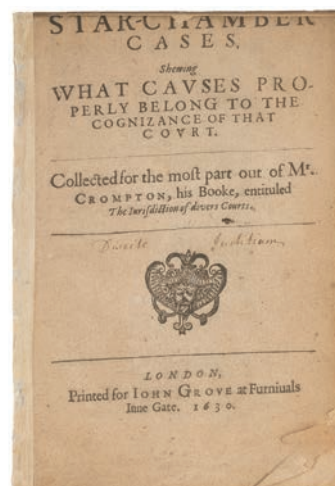 STAR-CHAMBER
CASES.
Shewing
WHAT CAVSES PRO-
PERLY BELONG TO THE
COGNIZANCE OF THAT
COVRT.
Collected for the moſt part out of Mr.
CROMPTON, his Booke, entituled
The Iuriſdiction of divers Courts.
LONDON,
Printed for IOHN GROVE at Furnivals
Inne Gate. 1630.